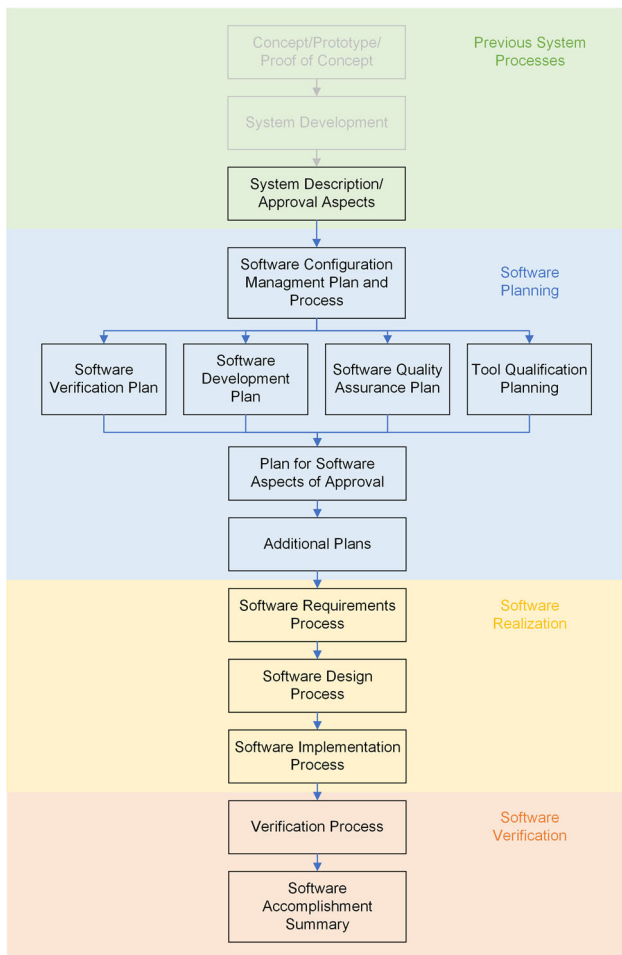 Concept/Prototype/
Proof of Concept
Previous System
Processes
System Development
System Description/
Approval Aspects
Software Configuration
Managment Plan and
Process
Software
Planning
Software
Verification Plan
Software
Development
Plan
Software Quality
Assurance Plan
Tool Qualification
Planning
Plan for Software
Aspects of Approval
Additional Plans
Software Requirements
Process
Software
Realization
Software Design
Process
Software Implementation
Process
Verification Process
Software
Verification
Software
Accomplishment
Summary